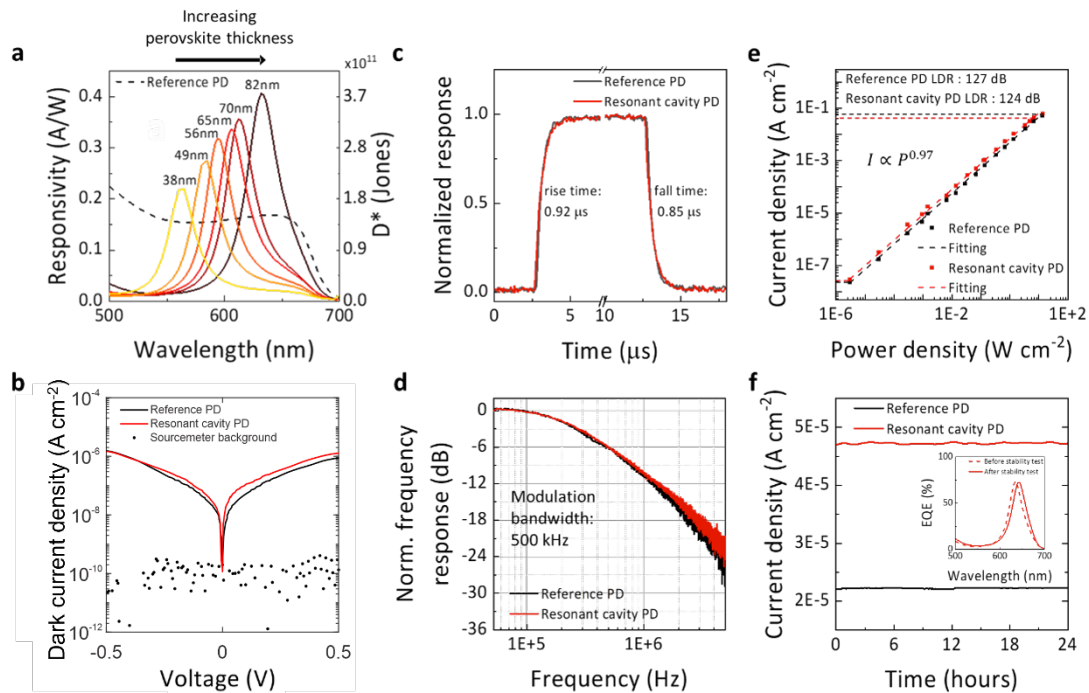 Increasing
perovskite thickness
a
Reference PD
x10¹¹
82nm
70nm
65nm
56nm
49nm
38nm
0.4
0.3
0.2
0.1
0.0
3.7
2.8
1.9
0.9
0.0
500
600
700
Responsivity (A/W)
D* (Jones)
Wavelength (nm)
b
Reference PD
Resonant cavity PD
Sourcemeter background
10⁻⁴
10⁻⁶
10⁻⁸
10⁻¹⁰
10⁻¹²
-0.5
0
0.5
Dark current density (A cm⁻²)
Voltage (V)
c
Reference PD
Resonant cavity PD
rise time:
0.92 μs
fall time:
0.85 μs
1.0
0.5
0.0
0
5
10
15
Normalized response
Time (μs)
d
0
-6
-12
-18
-24
-30
-36
Modulation
bandwidth:
500 kHz
Reference PD
Resonant cavity PD
1E+5
1E+6
Norm. frequency
response (dB)
Frequency (Hz)
e
Reference PD LDR : 127 dB
Resonant cavity PD LDR : 124 dB
I ∝ P^0.97
Reference PD
Fitting
Resonant cavity PD
Fitting
1E-1
1E-3
1E-5
1E-7
1E-6
1E-2
1E+2
Current density (A cm⁻²)
Power density (W cm⁻²)
f
Reference PD
Resonant cavity PD
5E-5
4E-5
3E-5
2E-5
Before stability test
After stability test
100
50
0
EQE (%)
500
600
700
Wavelength (nm)
0
6
12
18
24
Current density (A cm⁻²)
Time (hours)